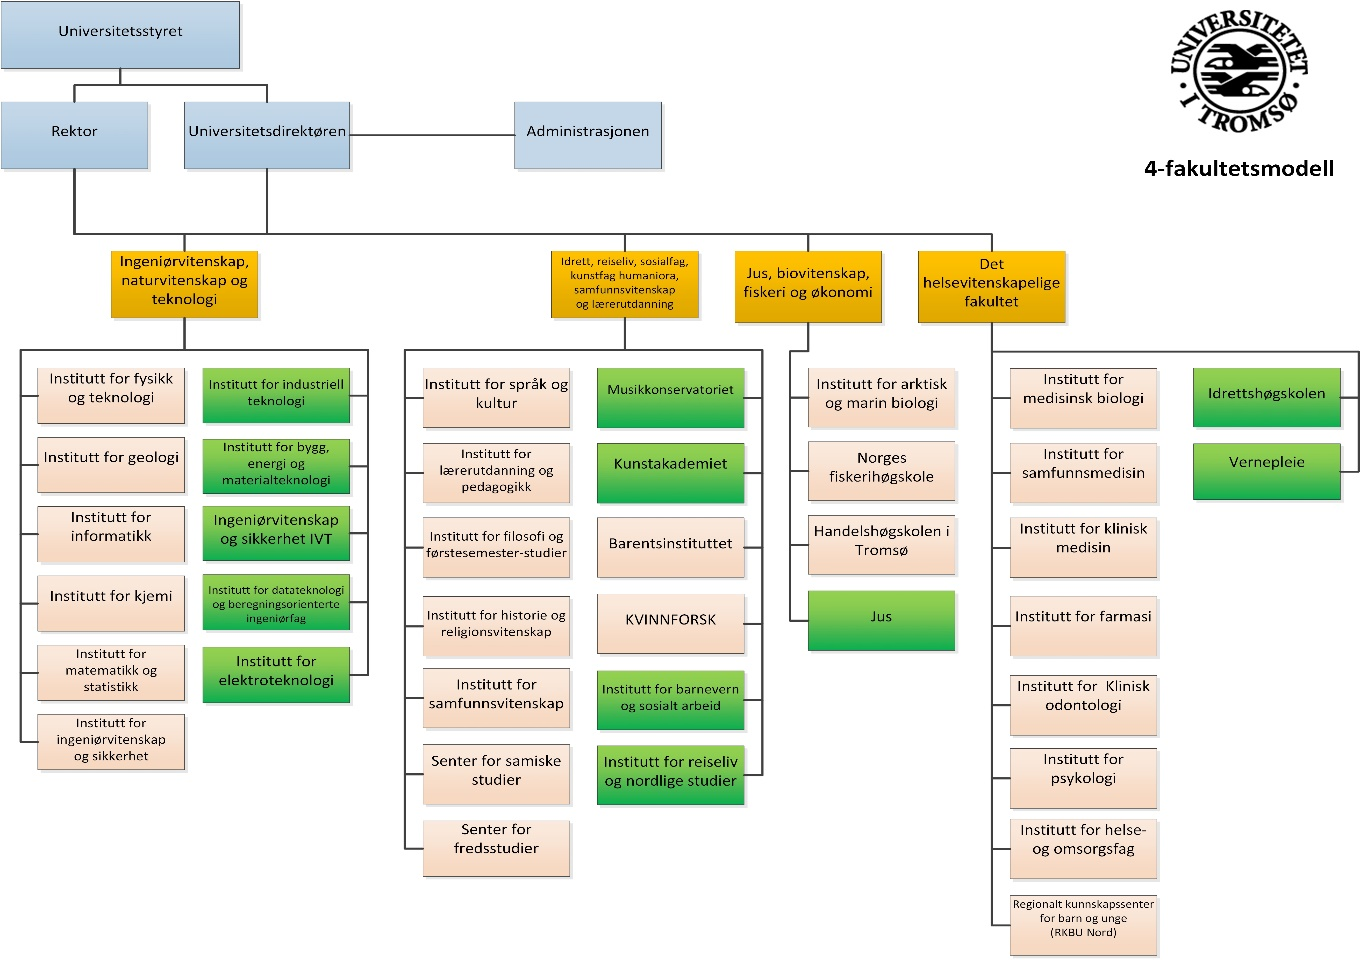 Universitetsstyret
UNIVERSITETET
I TROMSØ
4-fakultetsmodell
Rektor
Universitetsdirektøren
Administrasjonen
Ingeniørvitenskap,
naturvitenskap og
teknologi
Idrett, reiseliv, sosialfag,
kunstfag humaniora,
samfunnsvitenskap
og lærerutdanning
Jus, biovitenskap,
fiskeri og økonomi
Det
helsevitenskapelige
fakultet
Institutt for fysikk
og teknologi
Institutt for geologi
Institutt for
informatikk
Institutt for kjemi
Institutt for
matematikk og
statistikk
Institutt for
ingeniørvitenskap
og sikkerhet
Institutt for industriell
teknologi
Institutt for bygg,
energi og
materialteknologi
Ingeniørvitenskap
og sikkerhet IVT
Institutt for datateknologi
og beregningsorienterte
ingeniørfag
Institutt for
elektroteknologi
Institutt for språk og
kultur
Institutt for
lærerutdanning og
pedagogikk
Institutt for filosofi og
førstesemester-studier
Institutt for historie og
religionsvitenskap
Institutt for
samfunnsvitenskap
Senter for samiske
studier
Senter for
fredsstudier
Musikkonservatoriet
Kunstakademiet
Barentsinstituttet
KVINNFORSK
Institutt for barnevern
og sosialt arbeid
Institutt for reiseliv
og nordlige studier
Institutt for arktisk
og marin biologi
Norges
fiskerihøgskole
Handelshøgskolen i
Tromsø
Jus
Institutt for
medisinsk biologi
Institutt for
samfunnsmedisin
Institutt for klinisk
medisin
Institutt for farmasi
Institutt for  Klinisk
odontologi
Institutt for
psykologi
Institutt for helse-
og omsorgsfag
Regionalt kunnskapssenter
for barn og unge
(RKBU Nord)
Idrettshøgskolen
Vernepleie